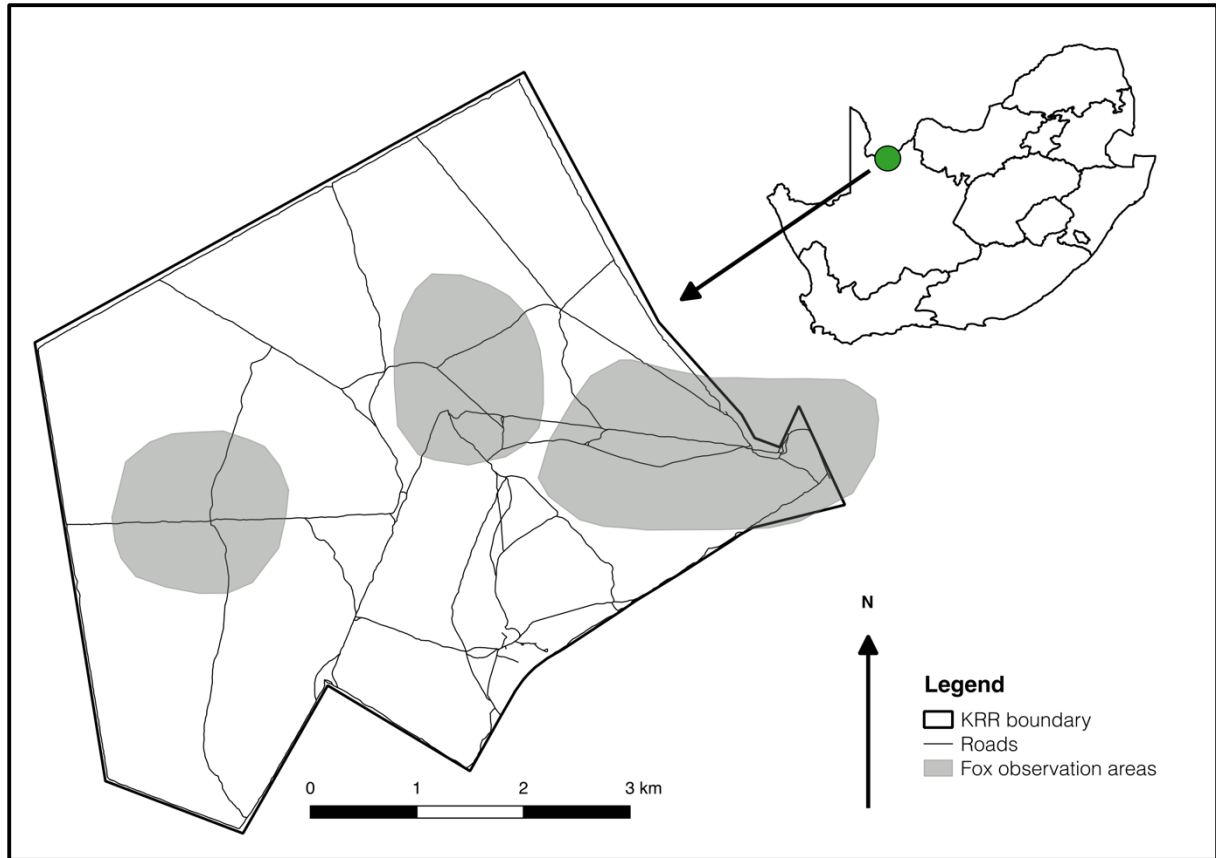 N
Legend
KRR boundary
Roads
Fox observation areas
0 1 2 3 km